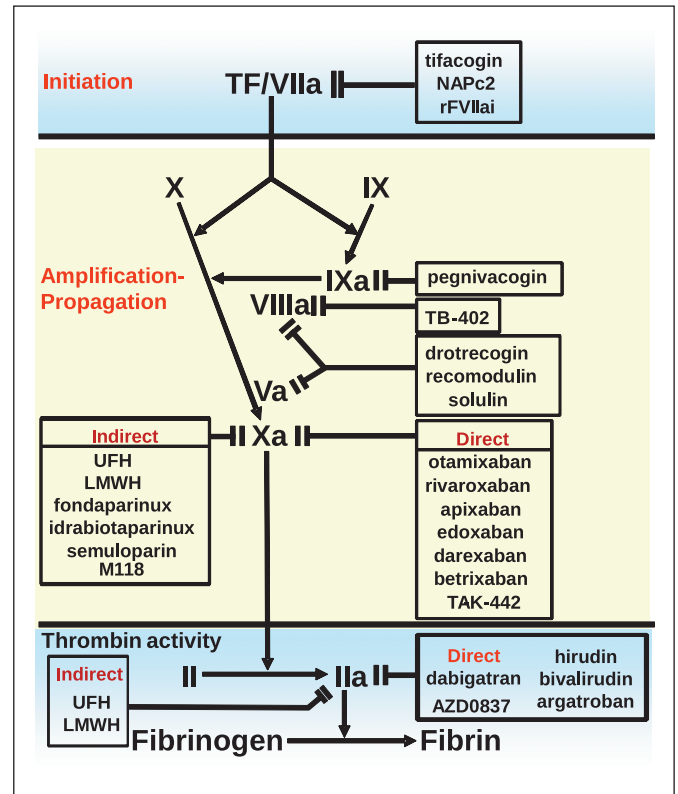 Initiation
TF/VIIa
tifacogin
NAPc2
rFVIIai
X
IX
Amplification-
Propagation
IXa
pegnivacogin
VIIIa
TB-402
drotrecogin
recomodulin
solulin
Va
Xa
Indirect
UFH
LMWH
fondaparinux
idrabiotaparinux
semuloparin
M118
Direct
otamixaban
rivaroxaban
apixaban
edoxaban
darexaban
betrixaban
TAK-442
Thrombin activity
Indirect
UFH
LMWH
II
IIa
Direct
dabigatran
AZD0837
hirudin
bivalirudin
argatroban
Fibrinogen
Fibrin